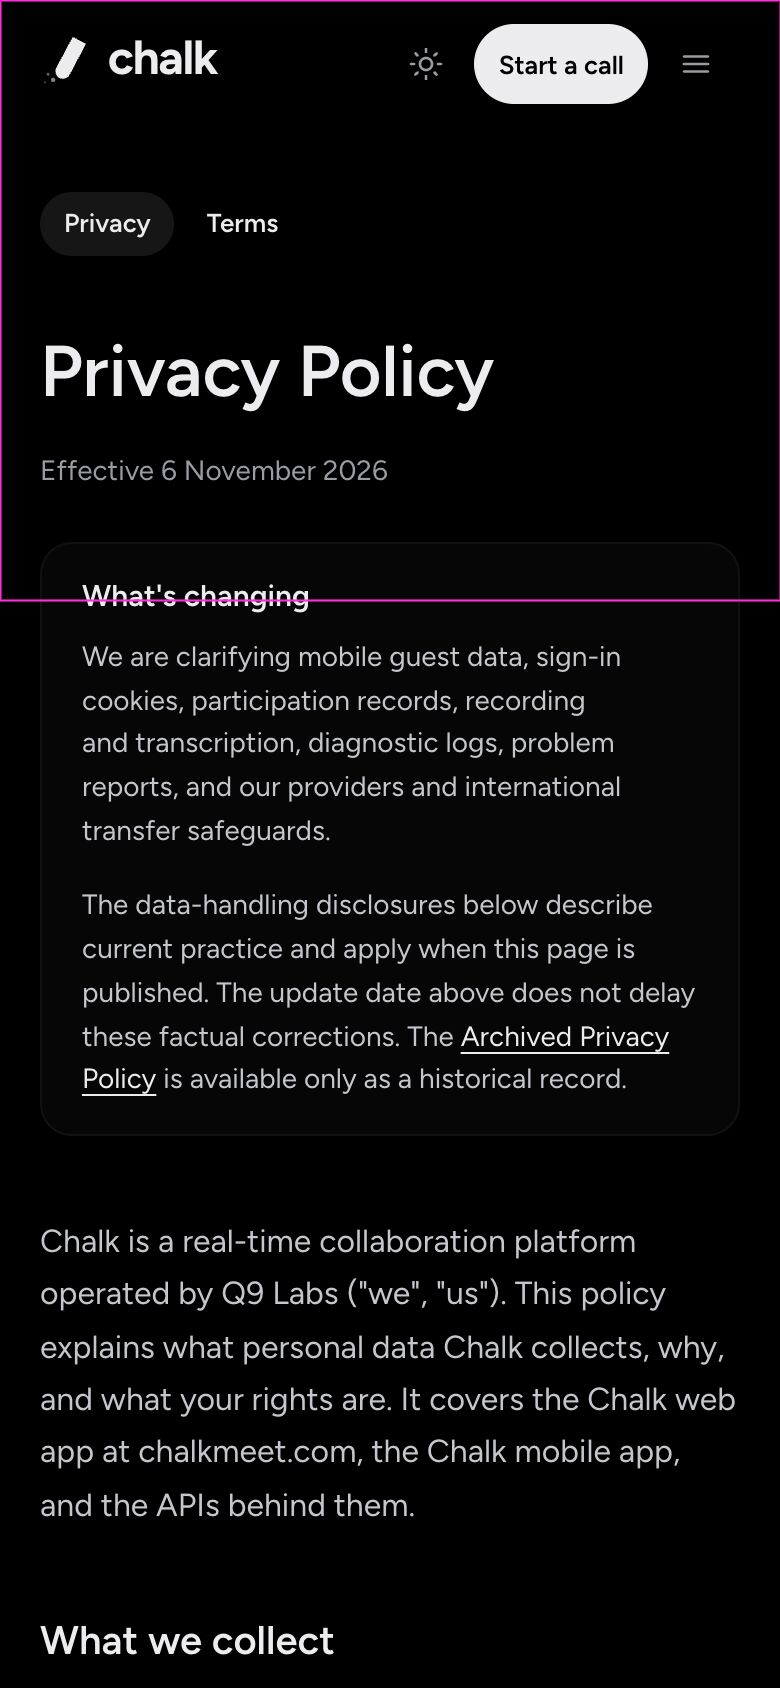 chalk
Start a call
Privacy
Terms
Privacy Policy
Effective 6 November 2026
What's changing
We are clarifying mobile guest data, sign-in
cookies, participation records, recording
and transcription, diagnostic logs, problem
reports, and our providers and international
transfer safeguards.
The data-handling disclosures below describe
current practice and apply when this page is
published. The update date above does not delay
these factual corrections. The Archived Privacy
Policy is available only as a historical record.
Chalk is a real-time collaboration platform
operated by Q9 Labs ("we", "us"). This policy
explains what personal data Chalk collects, why,
and what your rights are. It covers the Chalk web
app at chalkmeet.com, the Chalk mobile app,
and the APIs behind them.
What we collect